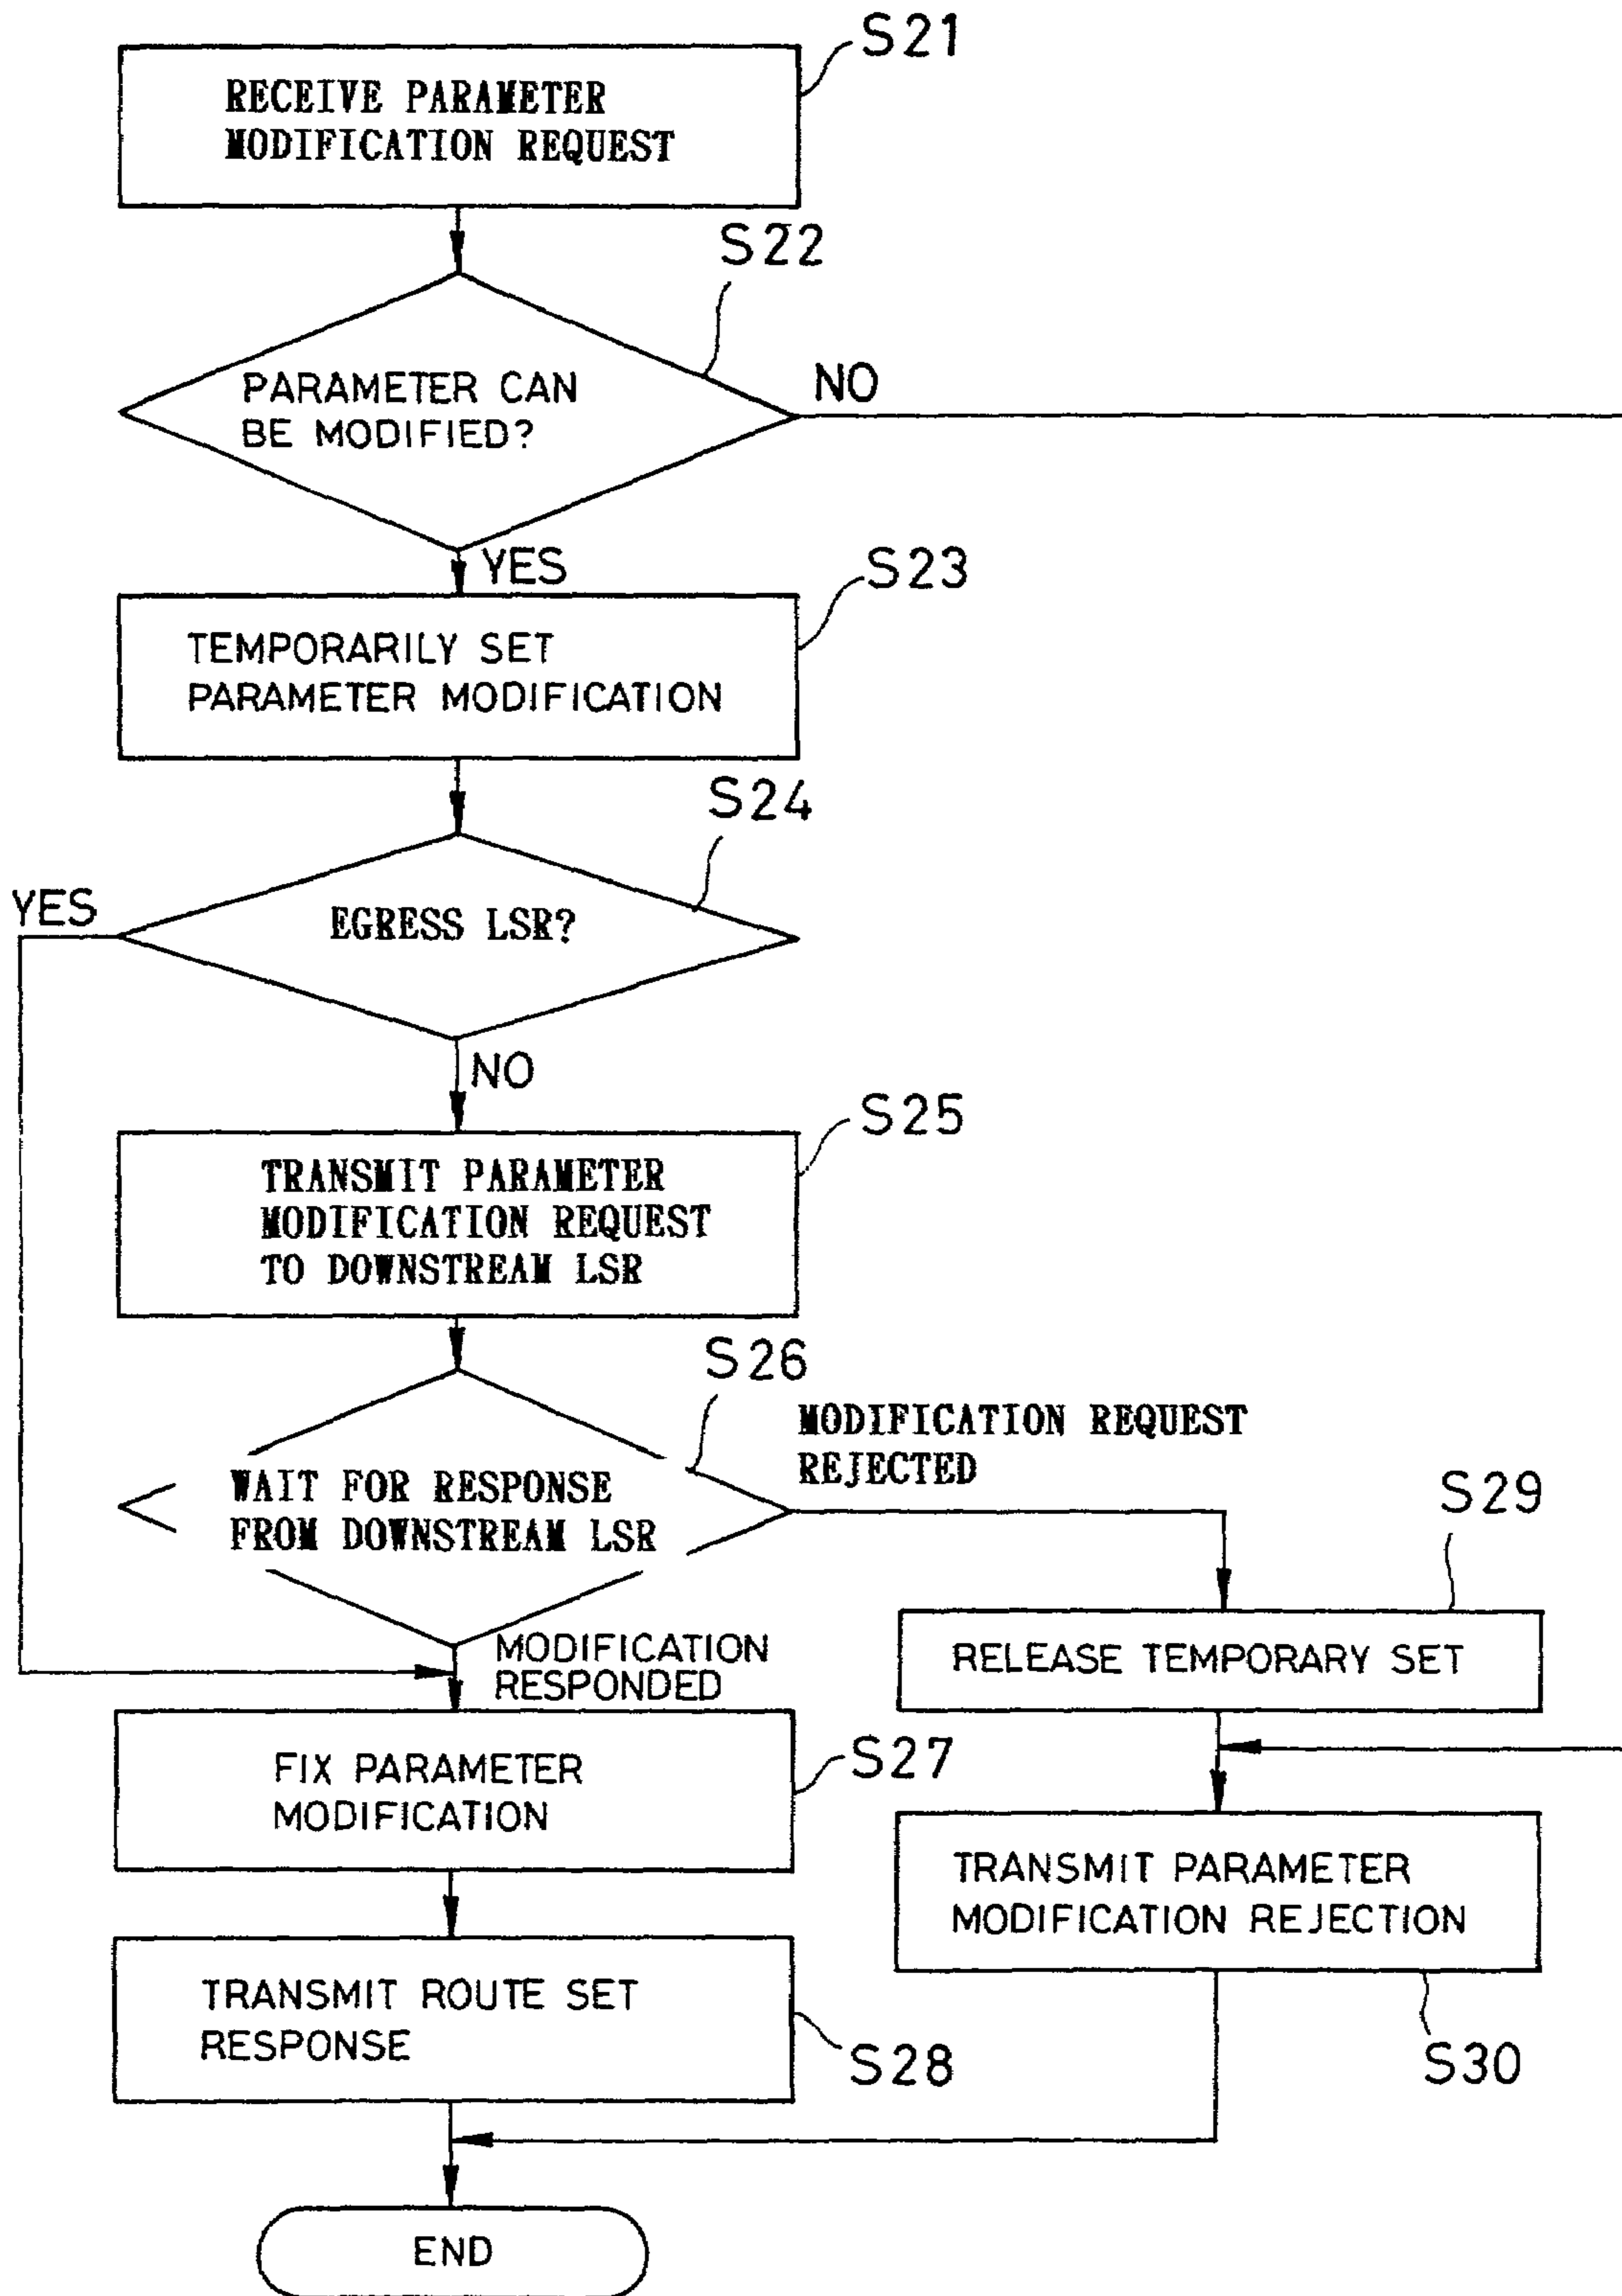 S21
RECEIVE PARAMETER
MODIFICATION REQUEST
S22
PARAMETER CAN
BE MODIFIED?
NO
YES
S23
TEMPORARILY SET
PARAMETER MODIFICATION
S24
YES
EGRESS LSR?
NO
S25
TRANSMIT PARAMETER
MODIFICATION REQUEST
TO DOWNSTREAM LSR
S26
MODIFICATION REQUEST
REJECTED
WAIT FOR RESPONSE
FROM DOWNSTREAM LSR
S29
MODIFICATION
RESPONDED
RELEASE TEMPORARY SET
S27
FIX PARAMETER
MODIFICATION
TRANSMIT PARAMETER
MODIFICATION REJECTION
TRANSMIT ROUTE SET
RESPONSE
S28
S30
END